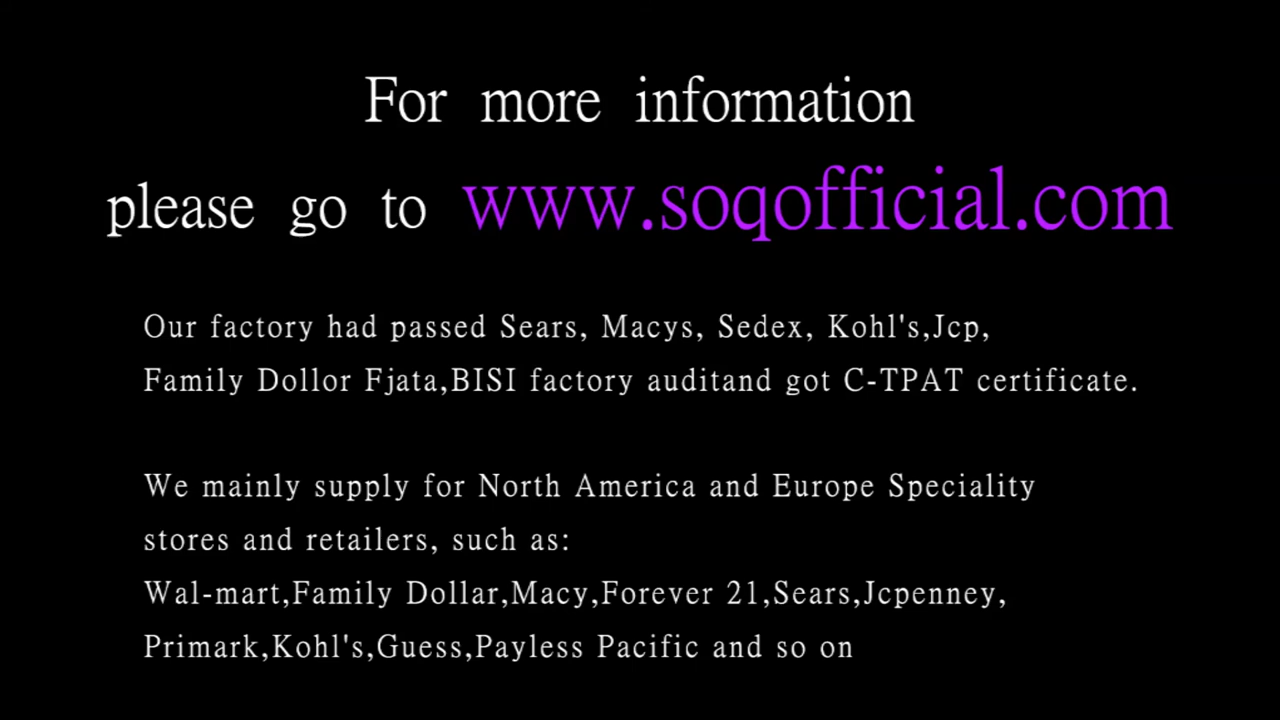 For more information
please go to www.soqofficial.com
Our factory had passed Sears, Macys, Sedex, Kohl's,Jcp,
Family Dollor Fjata,BISI factory auditand got C-TPAT certificate.
We mainly supply for North America and Europe Speciality
stores and retailers, such as:
Wal-mart,Family Dollar,Macy,Forever 21,Sears,Jcpenney,
Primark,Kohl's,Guess,Payless Pacific and so on